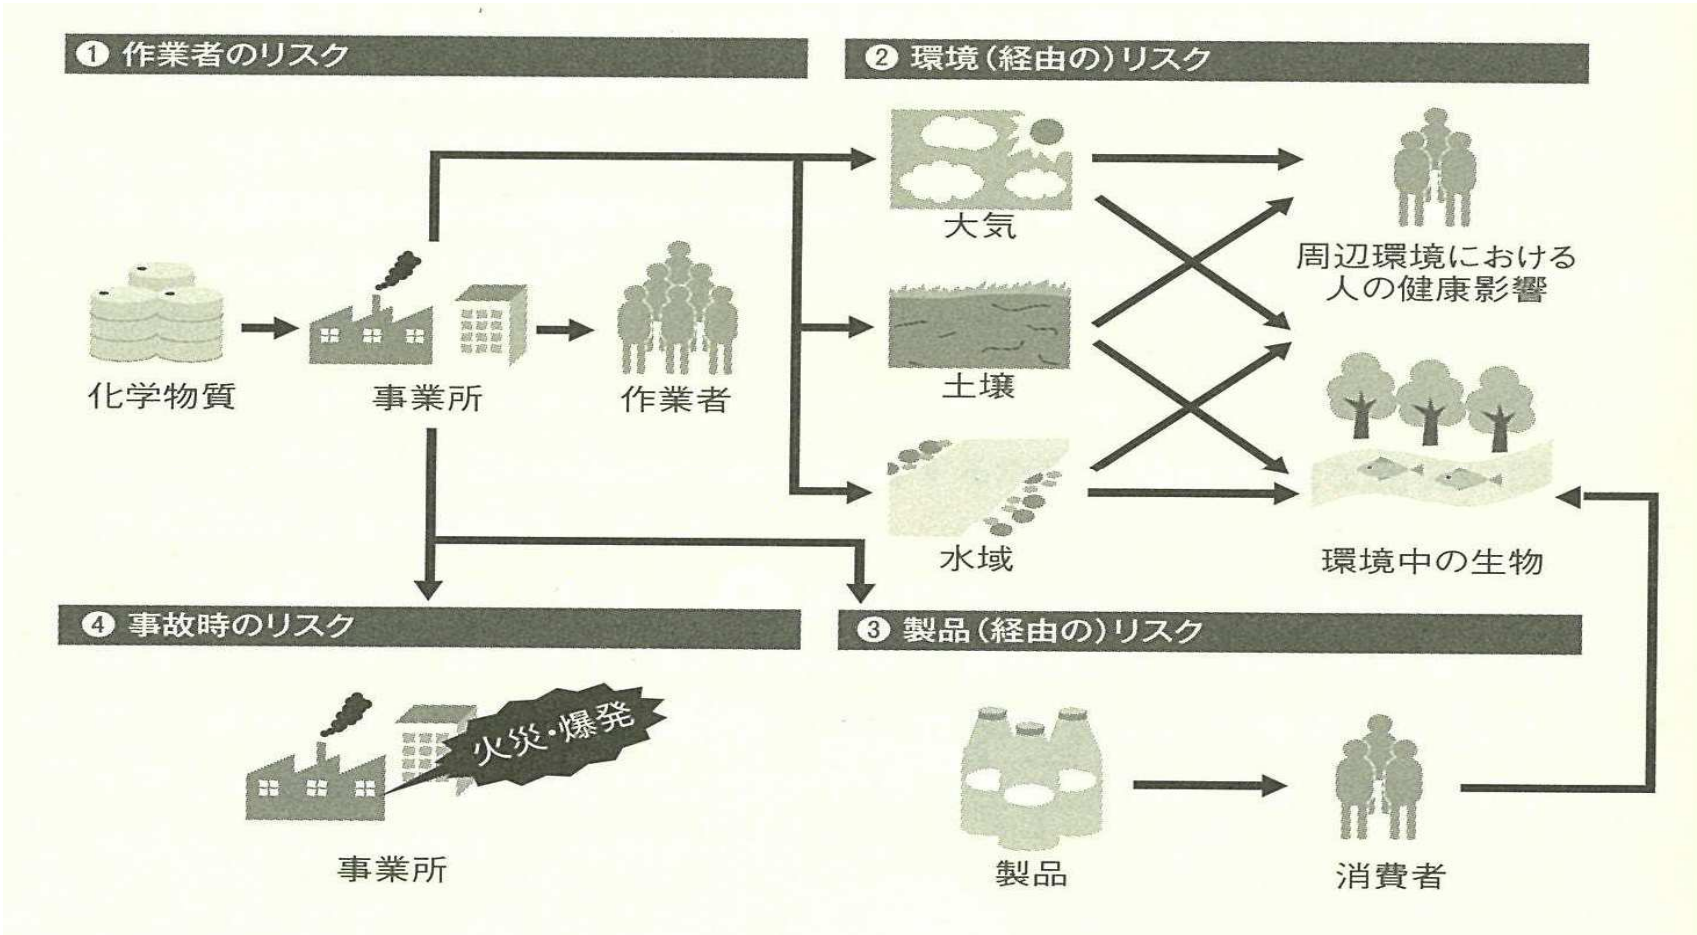 ❶ 作業者のリスク
化学物質
事業所
作業者
❷ 環境(経由の)リスク
大気
土壌
水域
周辺環境における
人の健康影響
環境中の生物
❹ 事故時のリスク
火災・爆発
事業所
❸ 製品(経由の)リスク
製品
消費者